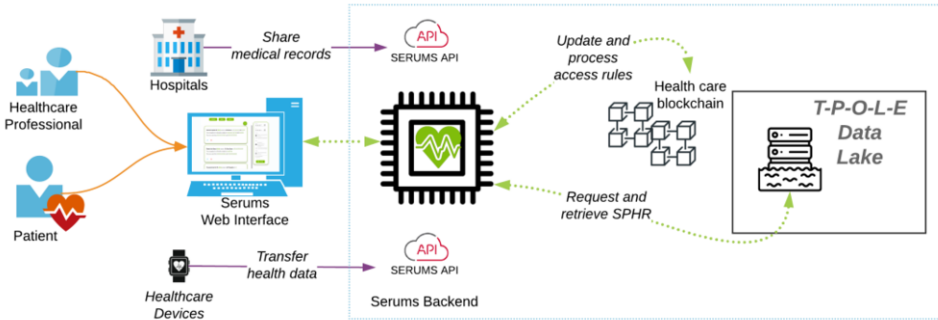 Healthcare
Professional
Patient
Hospitals
Share
medical records
API
SERUMS API
Serums
Web Interface
Transfer
health data
Healthcare
Devices
API
SERUMS API
Serums Backend
Update and
process
access rules
Health care
blockchain
Request and
retrieve SPHR
T-P-O-L-E
Data
Lake